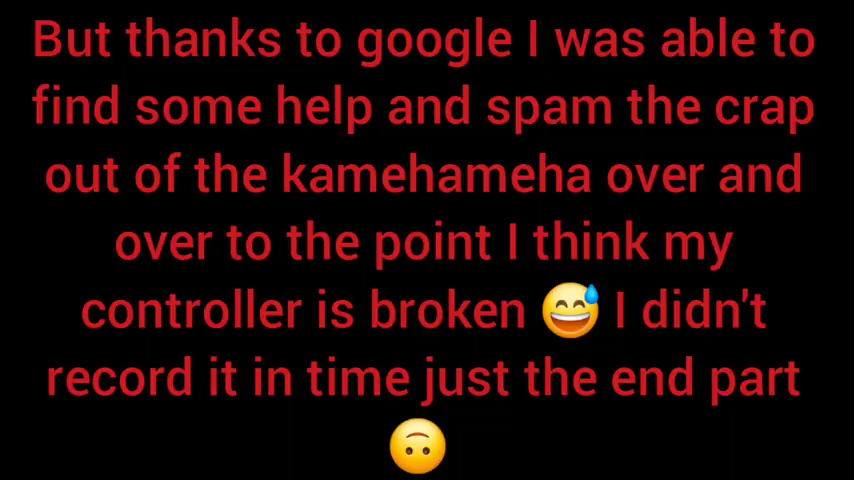 But thanks to google I was able to
find some help and spam the crap
out of the kamehameha over and
over to the point I think my
controller is broken 😅 I didn't
record it in time just the end part
🙃